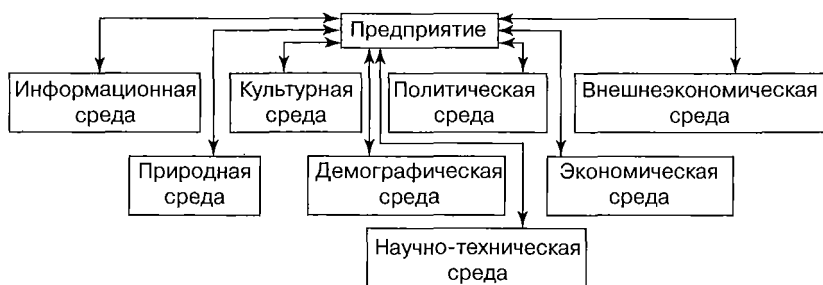 Предприятие
Информационная
среда
Культурная
среда
Политическая
среда
Внешнеэкономическая
среда
Природная
среда
Демографическая
среда
Экономическая
среда
Научно-техническая
среда